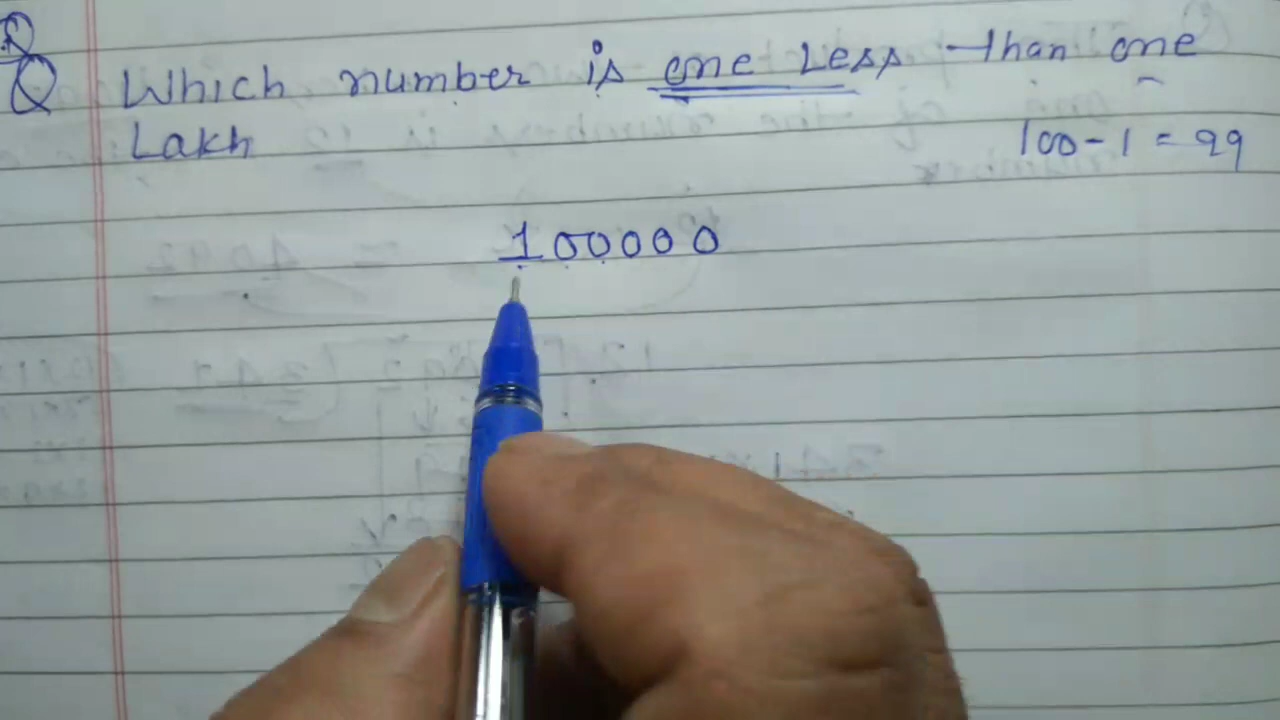 Q Which number is one less than one
Lakh
100 - 1 = 99
100000